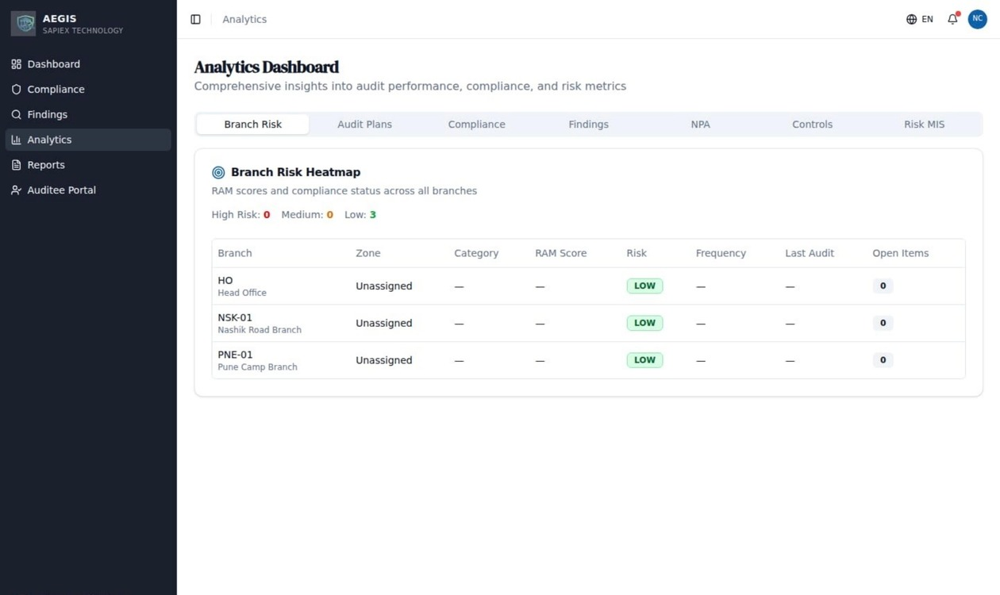 AEGIS
SAPIEX TECHNOLOGY
Dashboard
Compliance
Findings
Analytics
Reports
Auditee Portal
Analytics
EN
NC
Analytics Dashboard
Comprehensive insights into audit performance, compliance, and risk metrics
Branch Risk Audit Plans Compliance Findings NPA Controls Risk MIS
Branch Risk Heatmap
RAM scores and compliance status across all branches
High Risk: 0 Medium: 0 Low: 3
Branch Zone Category RAM Score Risk Frequency Last Audit Open Items
HO Unassigned — — LOW — — 0
Head Office
NSK-01 Unassigned — — LOW — — 0
Nashik Road Branch
PNE-01 Unassigned — — LOW — — 0
Pune Camp Branch